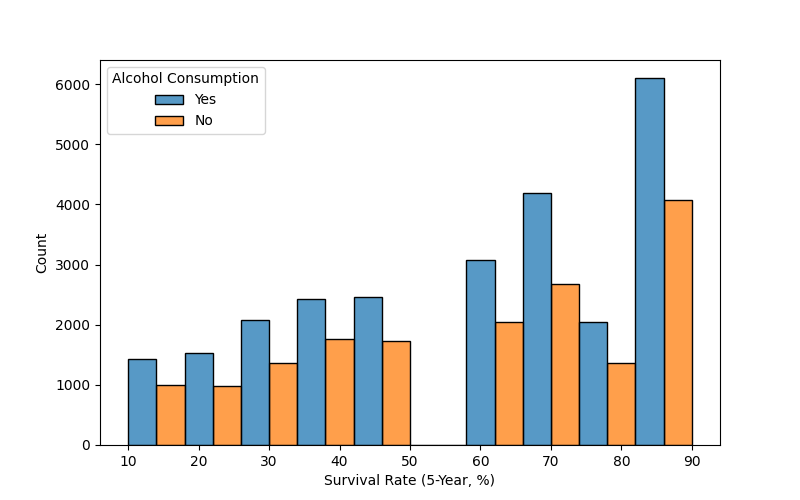 Alcohol Consumption
Yes
No
6000
5000
4000
3000
2000
1000
0
Count
10 20 30 40 50 60 70 80 90
Survival Rate (5-Year, %)